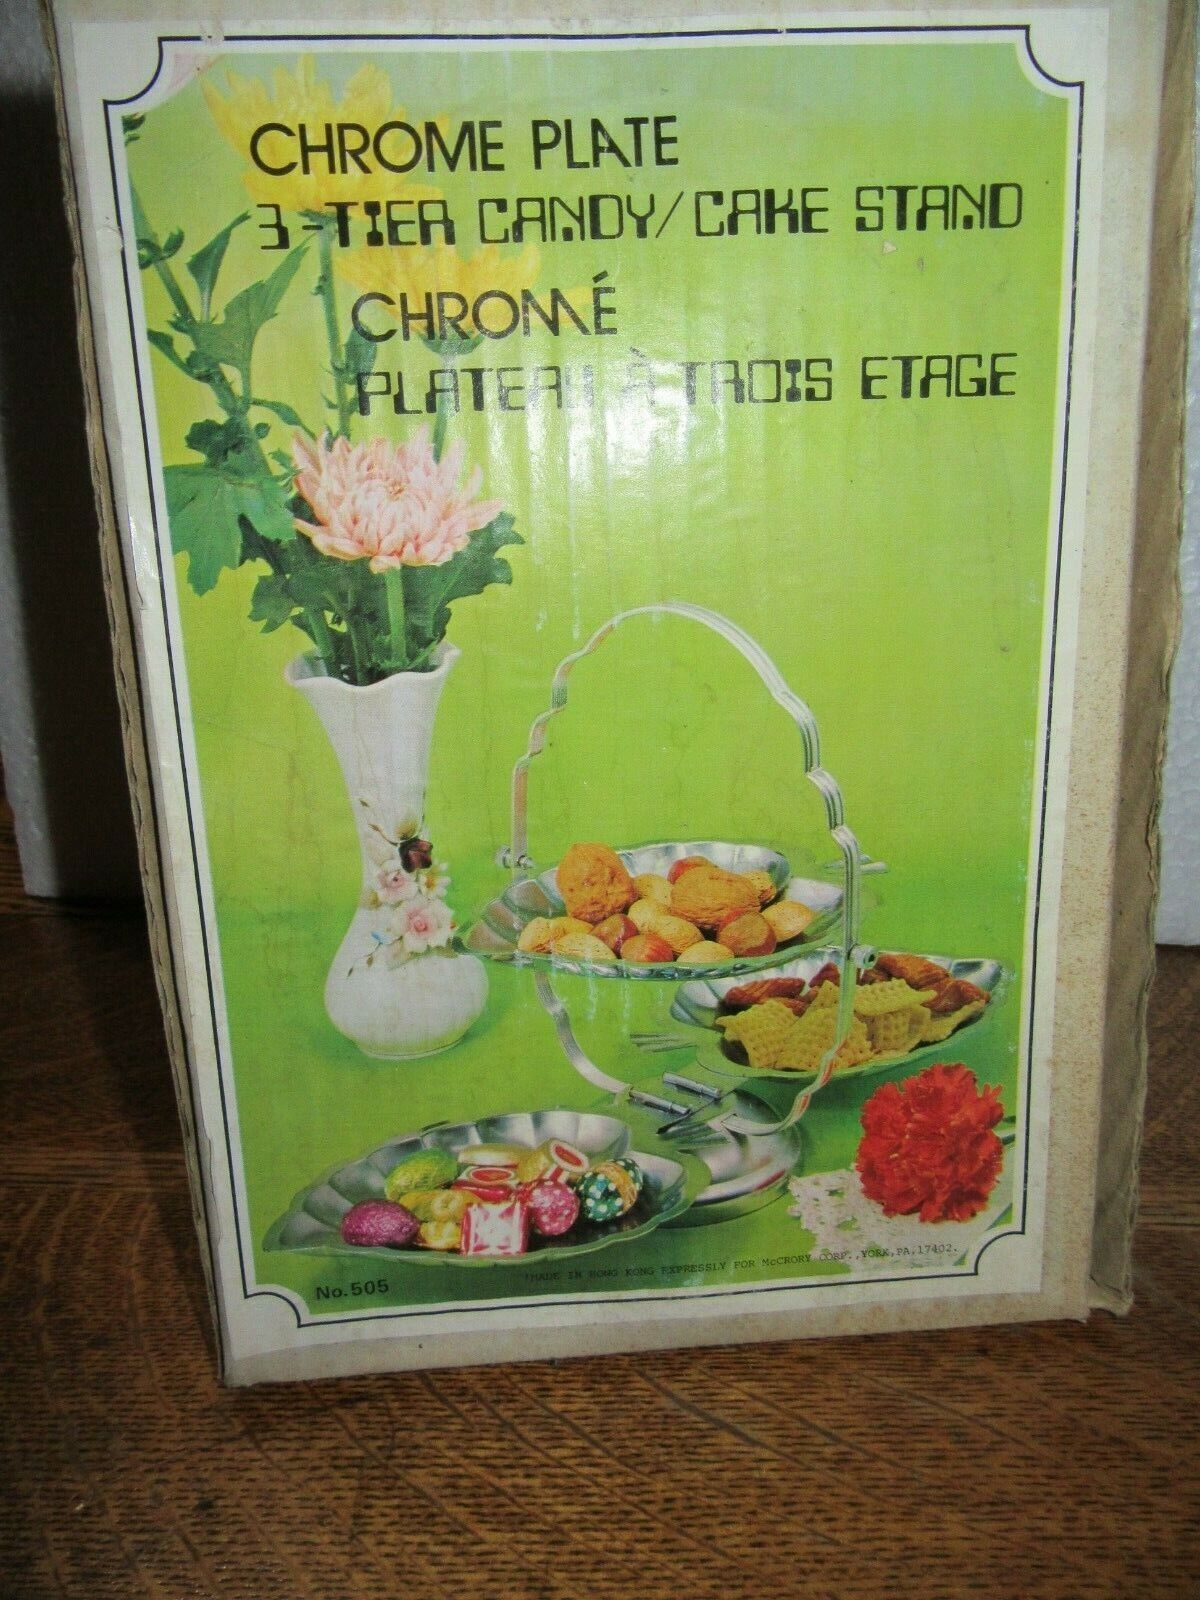 CHROME PLATE
3-TIER CANDY/CAKE STAND
CHROMÉ
PLATEAU À TROIS ETAGE
No.505
MADE IN HONG KONG EXPRESSLY FOR McCRORY CORP.,YORK,PA,17402.